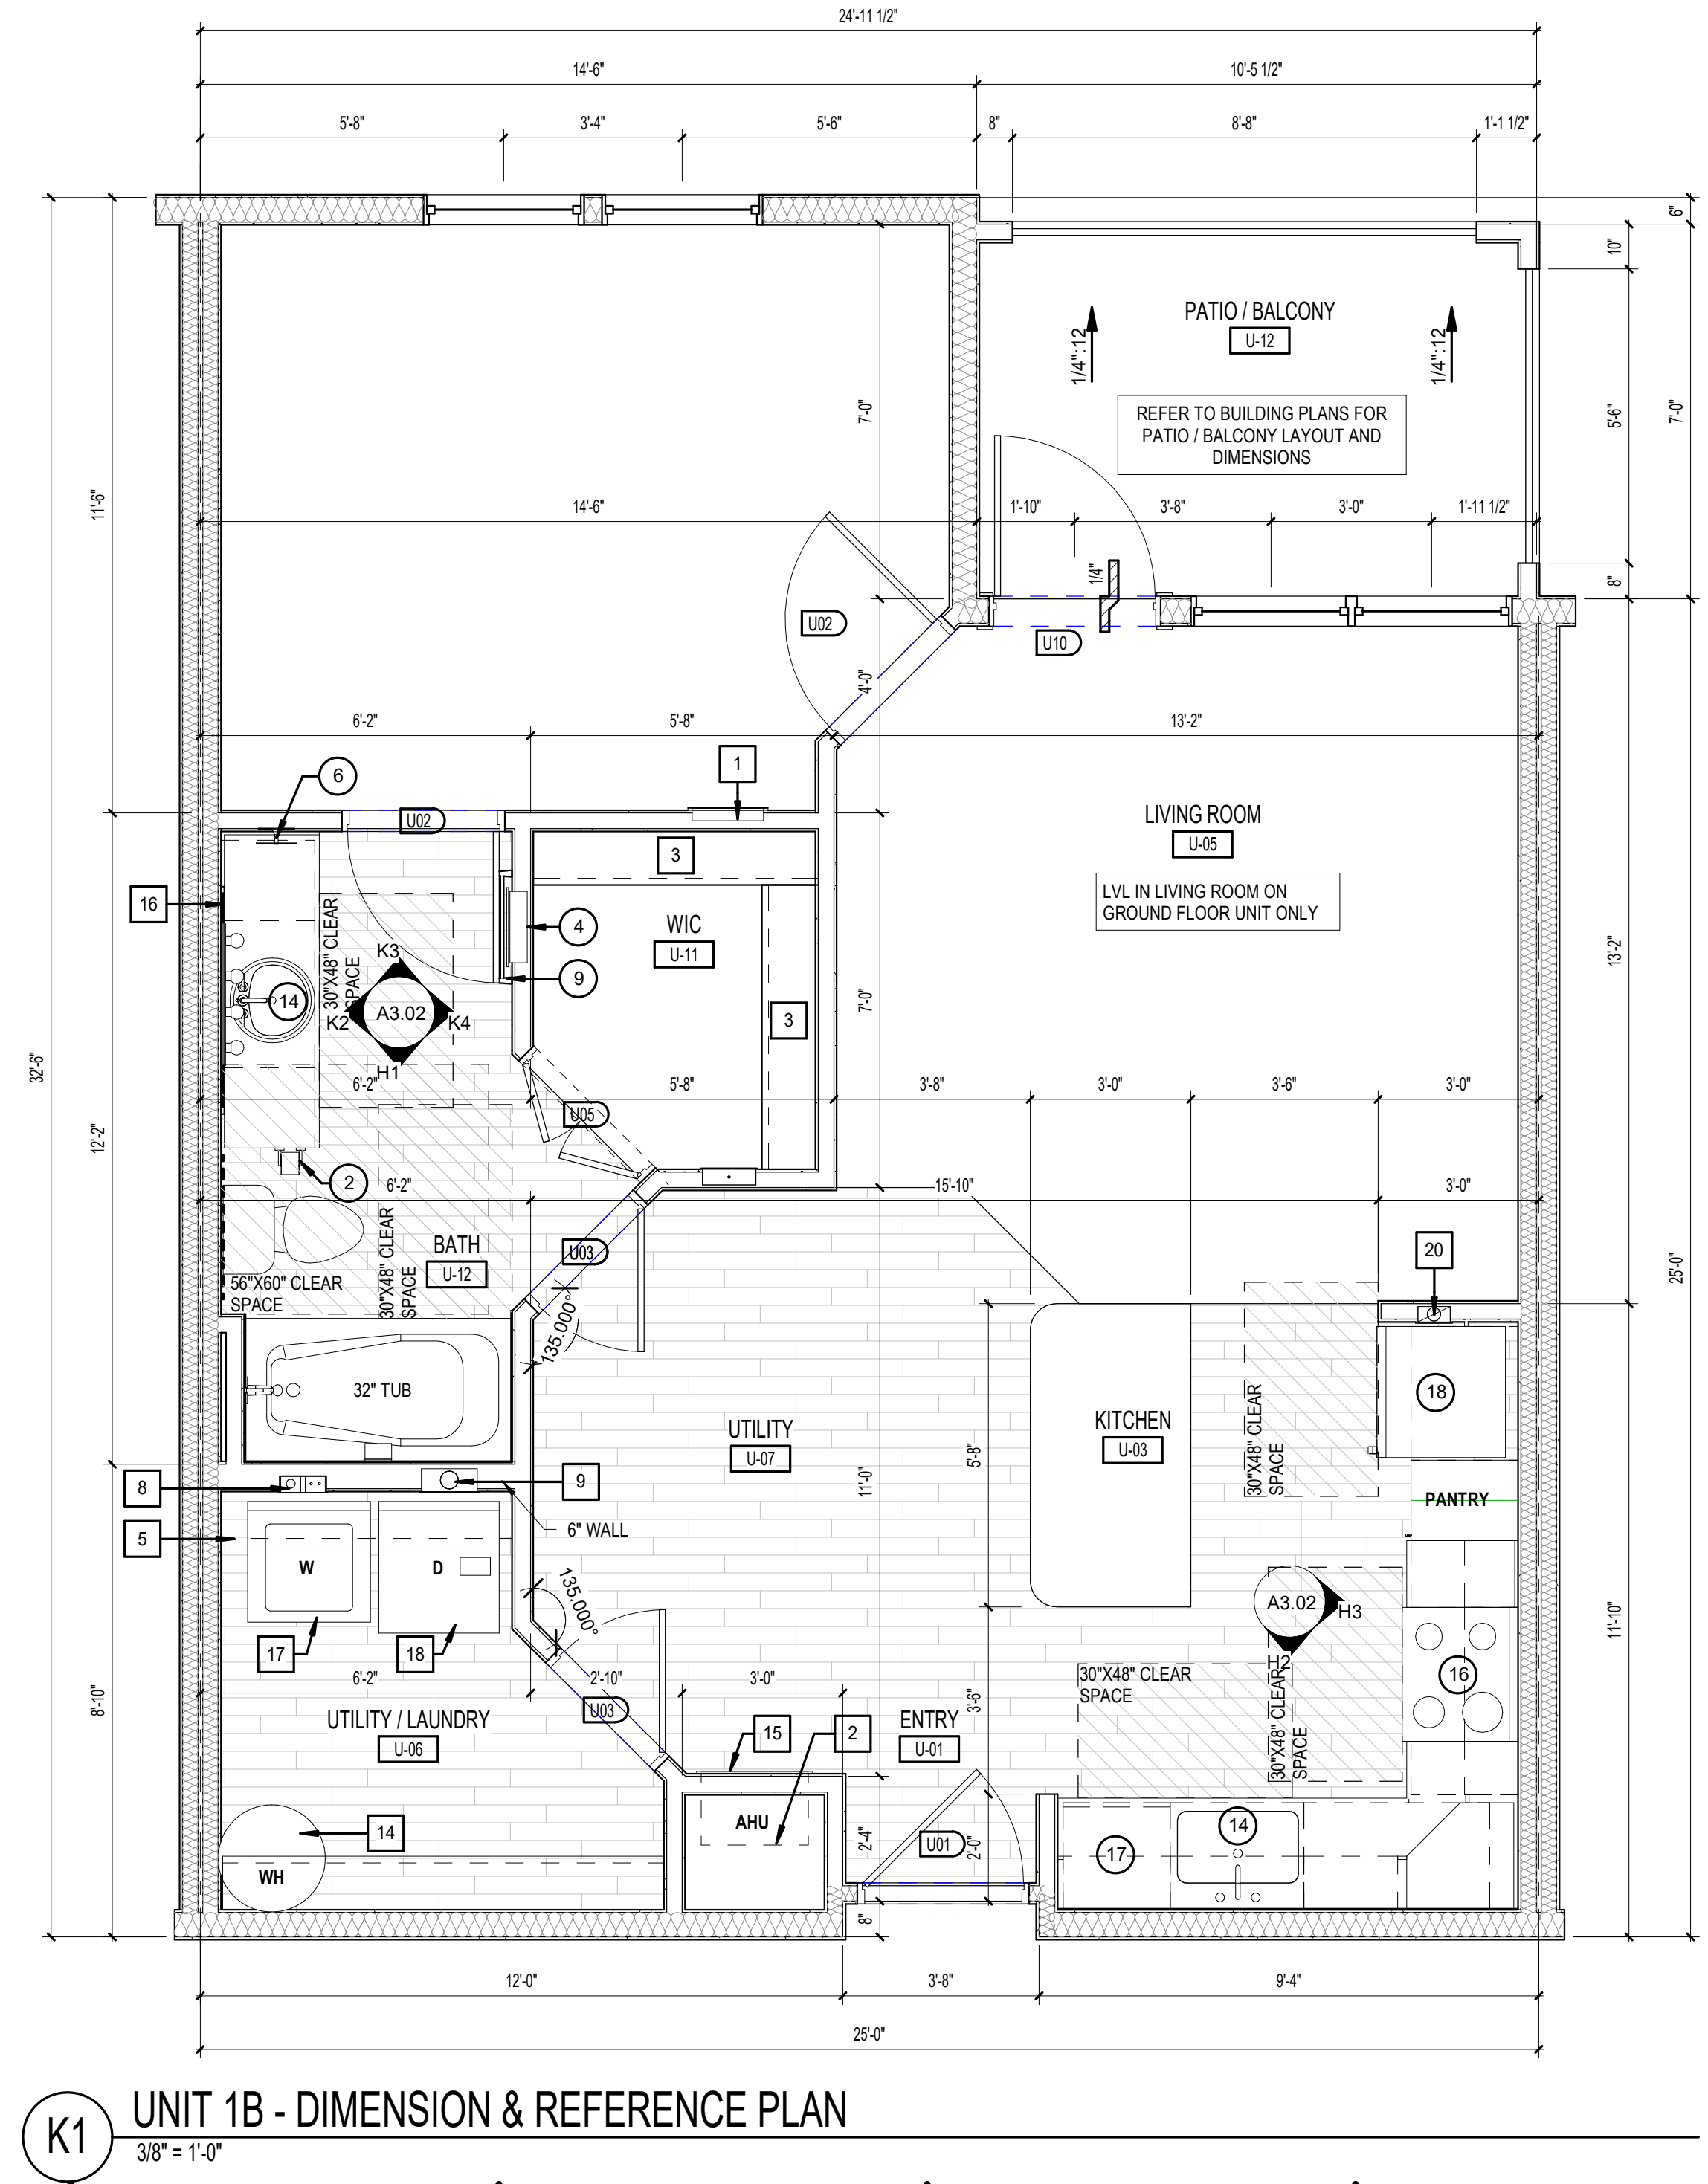 24'-11 1/2"
14'-6"
10'-5 1/2"
5'-8"
3'-4"
5'-6"
8"
8'-8"
1'-1 1/2"
6"
10"
PATIO / BALCONY
U-12
1/4":12
1/4":12
REFER TO BUILDING PLANS FOR
PATIO / BALCONY LAYOUT AND
DIMENSIONS
7'-0"
5'-6"
7'-0"
11'-6"
14'-6"
1'-10"
3'-8"
3'-0"
1'-11 1/2"
1/4"
8"
U02
U10
4'-0"
6'-2"
5'-8"
13'-2"
1
6
U02
LIVING ROOM
U-05
LVL IN LIVING ROOM ON
GROUND FLOOR UNIT ONLY
3
16
30"X48" CLEAR
SPACE
4
WIC
U-11
K3
9
14
A3.02
K2
K4
H1
3
7'-0"
13'-2"
32'-6"
12'-2"
6'-2"
5'-8"
3'-8"
3'-0"
3'-6"
3'-0"
U05
2
6'-2"
15'-10"
3'-0"
BATH
U-12
30"X48" CLEAR
SPACE
56"X60" CLEAR
SPACE
U03
135.000°
20
25'-0"
32" TUB
18
KITCHEN
U-03
UTILITY
U-07
30"X48" CLEAR
SPACE
5'-8"
11'-0"
8
9
PANTRY
5
6" WALL
W
D
135.000°
A3.02
H3
H2
11'-10"
17
18
6'-2"
2'-10"
3'-0"
30"X48" CLEAR
SPACE
30"X48" CLEAR
SPACE
16
8'-10"
U03
3'-6"
UTILITY / LAUNDRY
U-06
15
2
ENTRY
U-01
AHU
14
WH
2'-4"
U01
2'-0"
17
14
8"
12'-0"
3'-8"
9'-4"
25'-0"
K1
UNIT 1B - DIMENSION & REFERENCE PLAN
3/8" = 1'-0"